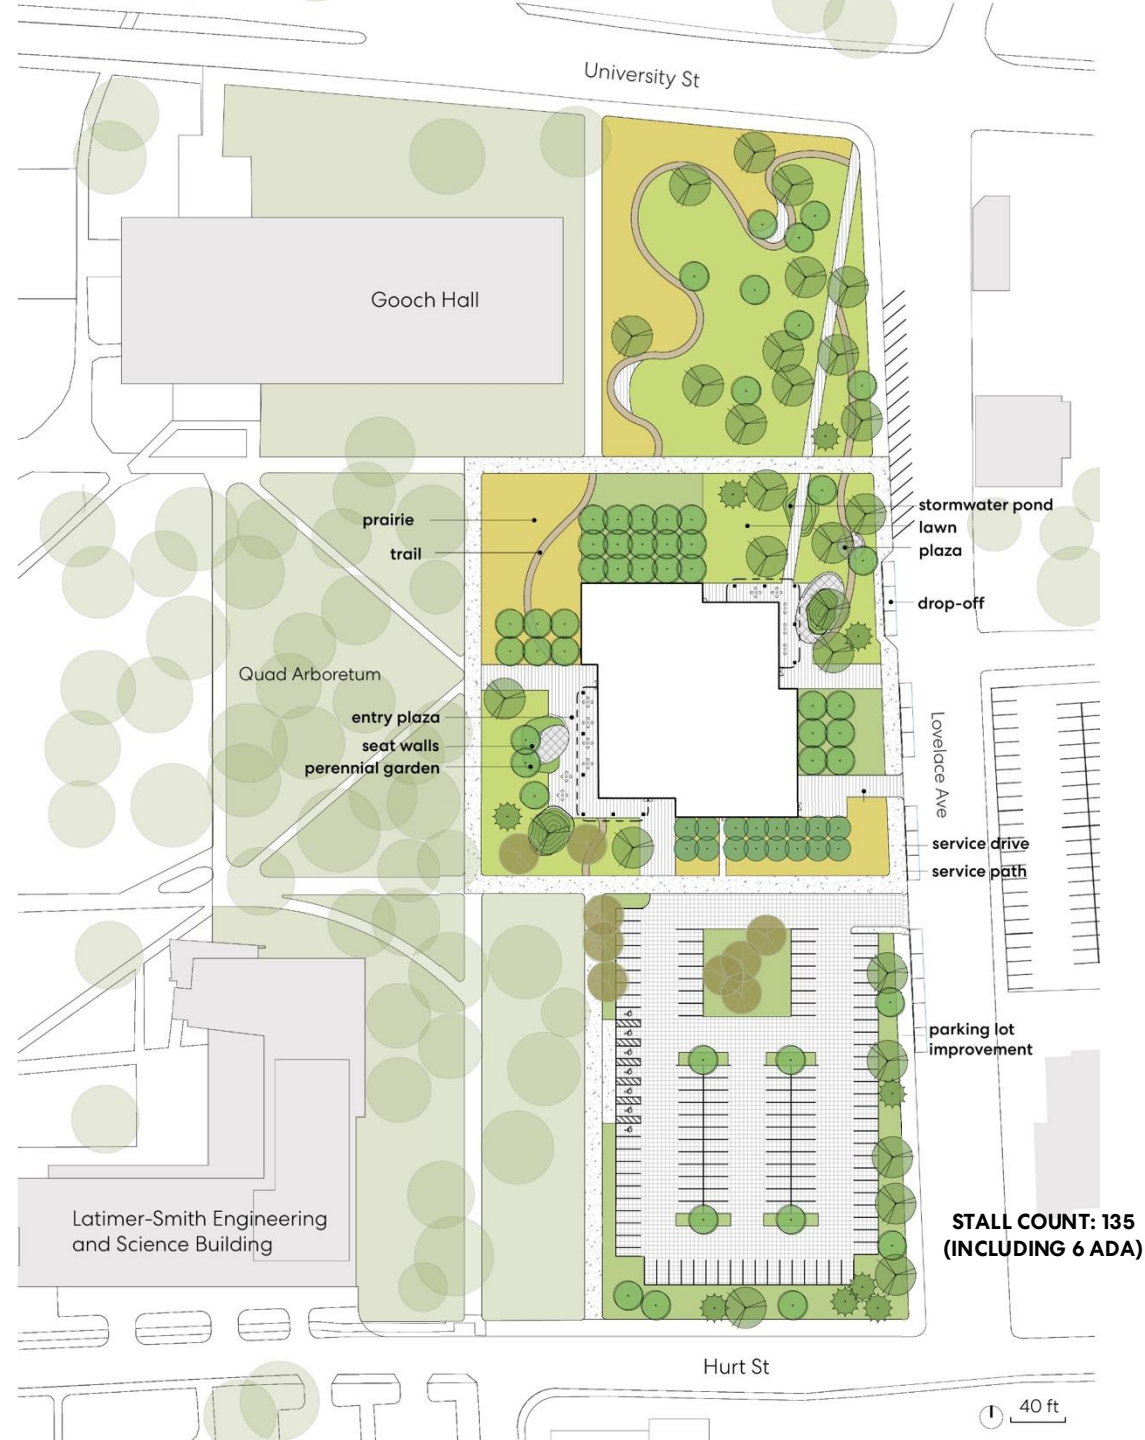 University St
Gooch Hall
stormwater pond
prairie
lawn
trail
plaza
drop-off
Quad Arboretum
entry plaza
seat walls
perennial garden
Lovelace Ave
service drive
service path
parking lot
improvement
Latimer-Smith Engineering
and Science Building
STALL COUNT: 135
(INCLUDING 6 ADA)
Hurt St
40 ft